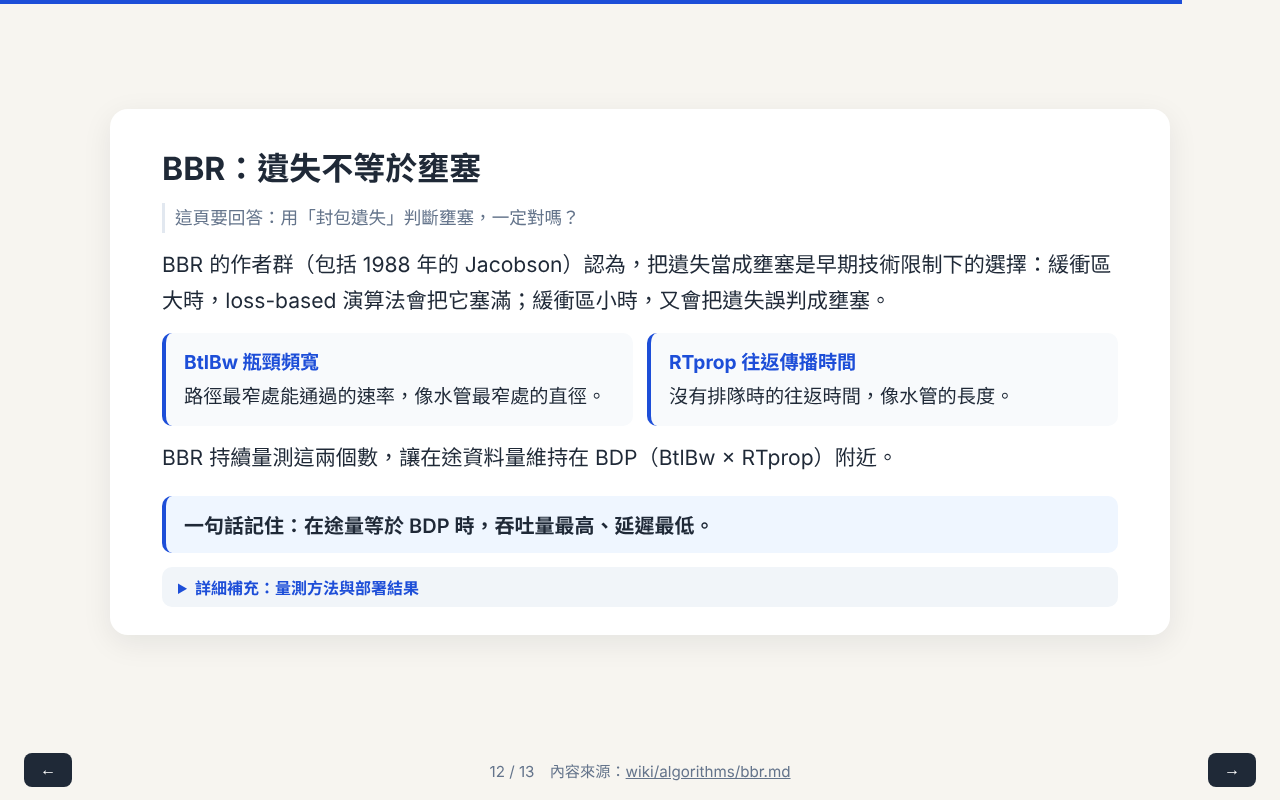 BBR：遺失不等於壅塞
這頁要回答：用「封包遺失」判斷壅塞，一定對嗎？
BBR 的作者群（包括 1988 年的 Jacobson）認為，把遺失當成壅塞是早期技術限制下的選擇：緩衝區
大時，loss-based 演算法會把它塞滿；緩衝區小時，又會把遺失誤判成壅塞。
BtlBw 瓶頸頻寬
路徑最窄處能通過的速率，像水管最窄處的直徑。
RTprop 往返傳播時間
沒有排隊時的往返時間，像水管的長度。
BBR 持續量測這兩個數，讓在途資料量維持在 BDP（BtlBw × RTprop）附近。
一句話記住：在途量等於 BDP 時，吞吐量最高、延遲最低。
▶ 詳細補充：量測方法與部署結果
← 12 / 13 內容來源：wiki/algorithms/bbr.md →